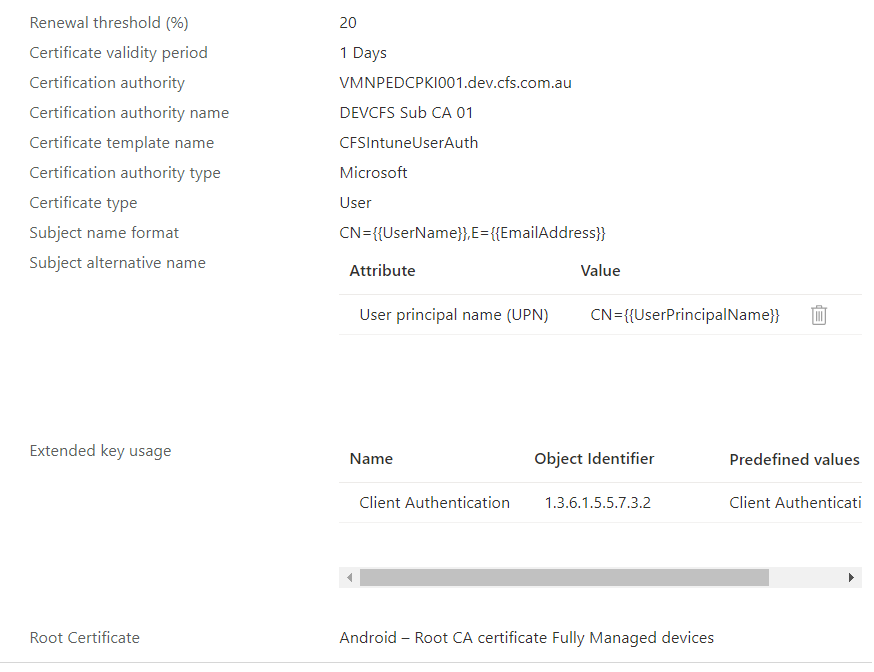 Renewal threshold (%) 20
Certificate validity period 1 Days
Certification authority VMNPEDCPKI001.dev.cfs.com.au
Certification authority name DEVCFS Sub CA 01
Certificate template name CFSIntuneUserAuth
Certification authority type Microsoft
Certificate type User
Subject name format CN={{UserName}},E={{EmailAddress}}
Subject alternative name
Attribute Value
User principal name (UPN) CN={{UserPrincipalName}}
Extended key usage
Name Object Identifier Predefined values
Client Authentication 1.3.6.1.5.5.7.3.2 Client Authenticati
Root Certificate Android – Root CA certificate Fully Managed devices